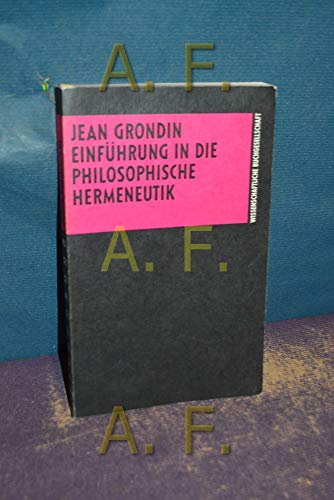 A. F.
JEAN GRONDIN
EINFÜHRUNG IN DIE
PHILOSOPHISCHE
HERMENEUTIK
WISSENSCHAFTLICHE BUCHGESELLSCHAFT
A. F.
A. F.